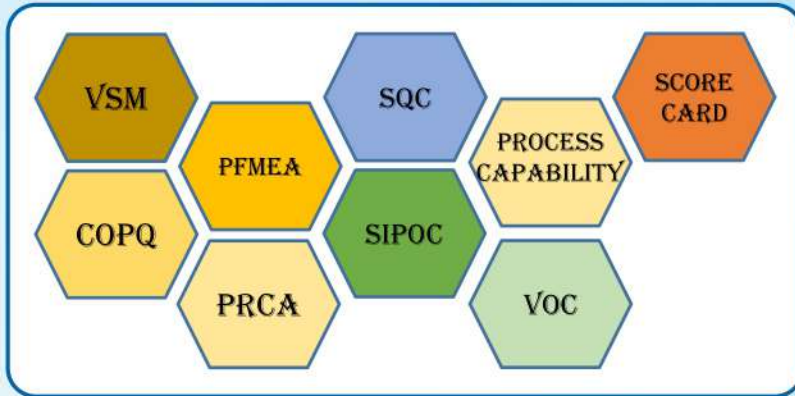 VSM
SQC
SCORE
CARD
PFMEA
PROCESS
CAPABILITY
COPQ
SIPOC
PRCA
VOC